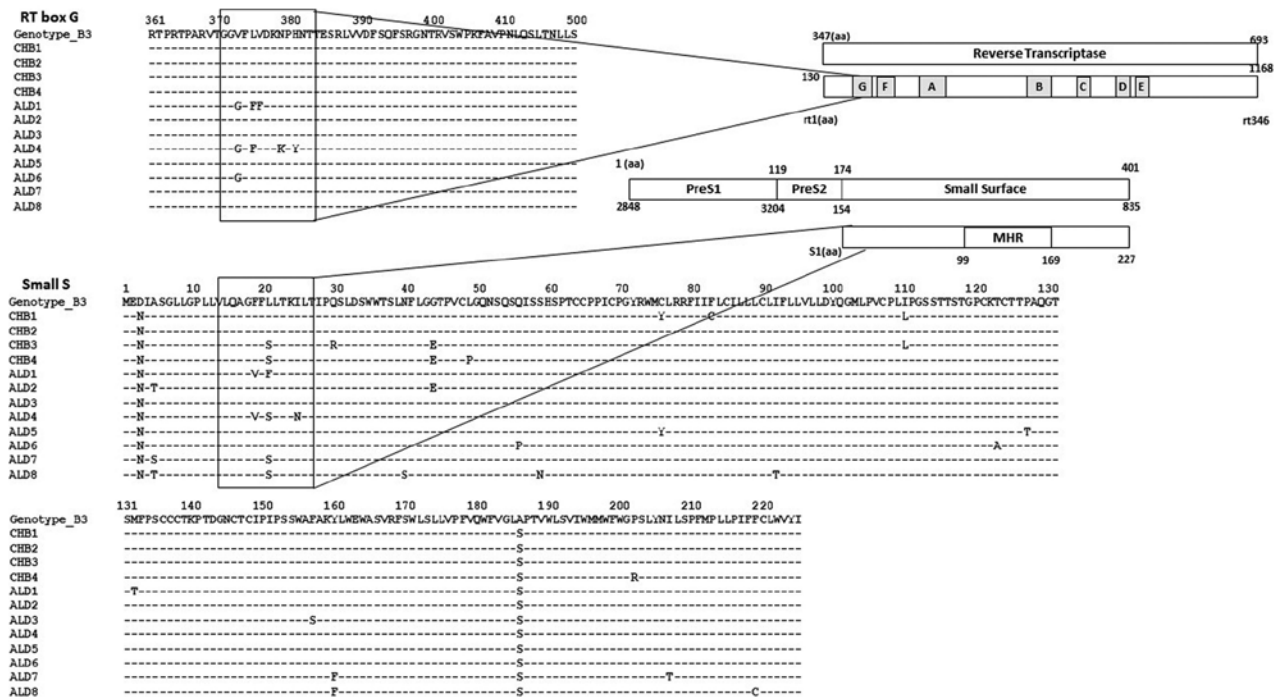 RT box G
361 370 380 390 400 410 500
Genotype_B3 RTPRTPARVTGGVFLVDKNPHNTTESRLVVDFSQFSRGNTRVSWPKFAVPNLQSLTNLLS
CHB1
CHB2
CHB3
CHB4
ALD1 G FF
ALD2
ALD3
ALD4 G F K Y
ALD5
ALD6 G
ALD7
ALD8
347(aa) 693
Reverse Transcriptase
130 1168
G F A B C D E
rt1(aa) rt346
1 (aa) 119 174 401
PreS1 PreS2 Small Surface
2848 3204 154 835
S1(aa) MHR
99 169 227
Small S
1 10 20 30 40 50 60 70 80 90 100 110 120 131
Genotype_B3 MEDIASGLLGPLLVLQAGFFLLTKILTIPQSLDSWWTSLNFLGGTPVCLGQNSQSQISSHSPTCCPPICPGYRWMCLRRFIIFLCILLLCLIFLLVLLDYQGMLPVCPLIPGSSTTSTGPCKTCTTPAQGT
CHB1 N Y C L
CHB2 N
CHB3 N S R E L
CHB4 N S E P
ALD1 N V F
ALD2 N T E
ALD3 N
ALD4 N V S N
ALD5 N Y T
ALD6 N P A
ALD7 N S S
ALD8 N T S N N T
131 140 150 160 170 180 190 200 210 220
Genotype_B3 SMFPSCCCTKPTDGNCTCIPIPSSWAFAKYLWEWASVRFSWLSLLVPFVQWFVGLAPTVWLSVIWMMWFWGPSLYNILSPFMPLLPIFFCLWVYI
CHB1 S
CHB2 S
CHB3 S
CHB4 S R
ALD1 T S
ALD2 S
ALD3 S S
ALD4 S
ALD5 S
ALD6 S
ALD7 F S T
ALD8 F S C